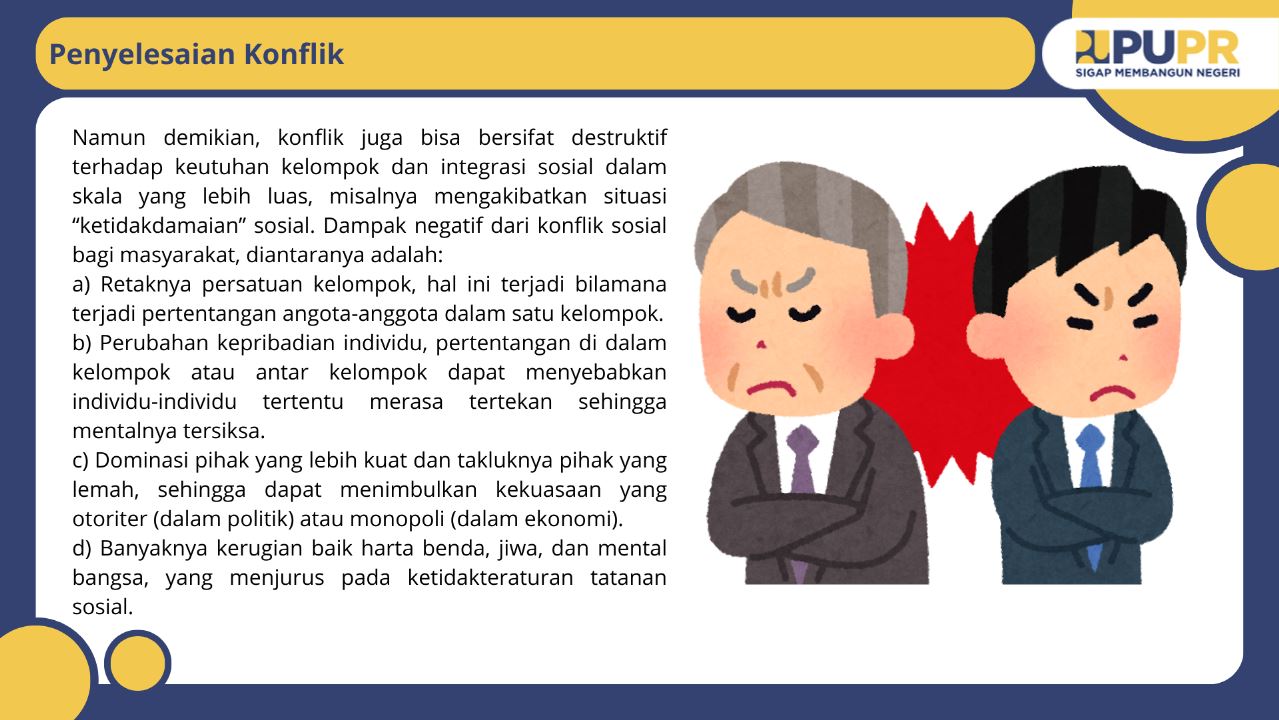 Penyelesaian Konflik
PUPR
SIGAP MEMBANGUN NEGERI
Namun demikian, konflik juga bisa bersifat destruktif
terhadap keutuhan kelompok dan integrasi sosial dalam
skala yang lebih luas, misalnya mengakibatkan situasi
“ketidakdamaian” sosial. Dampak negatif dari konflik sosial
bagi masyarakat, diantaranya adalah:
a) Retaknya persatuan kelompok, hal ini terjadi bilamana
terjadi pertentangan angota-anggota dalam satu kelompok.
b) Perubahan kepribadian individu, pertentangan di dalam
kelompok atau antar kelompok dapat menyebabkan
individu-individu tertentu merasa tertekan sehingga
mentalnya tersiksa.
c) Dominasi pihak yang lebih kuat dan takluknya pihak yang
lemah, sehingga dapat menimbulkan kekuasaan yang
otoriter (dalam politik) atau monopoli (dalam ekonomi).
d) Banyaknya kerugian baik harta benda, jiwa, dan mental
bangsa, yang menjurus pada ketidakteraturan tatanan
sosial.